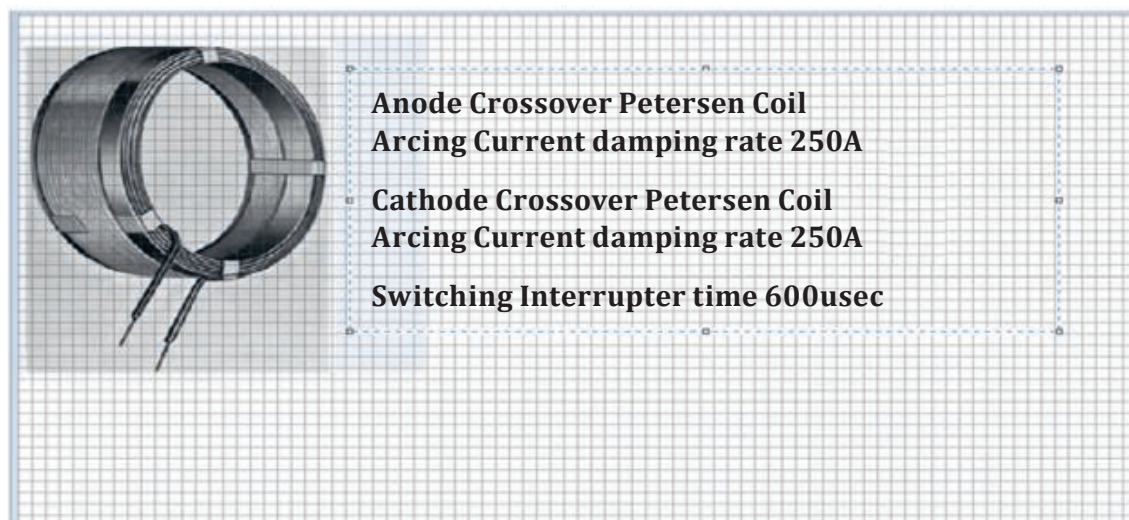 Anode Crossover Petersen Coil
Arcing Current damping rate 250A
Cathode Crossover Petersen Coil
Arcing Current damping rate 250A
Switching Interrupter time 600usec